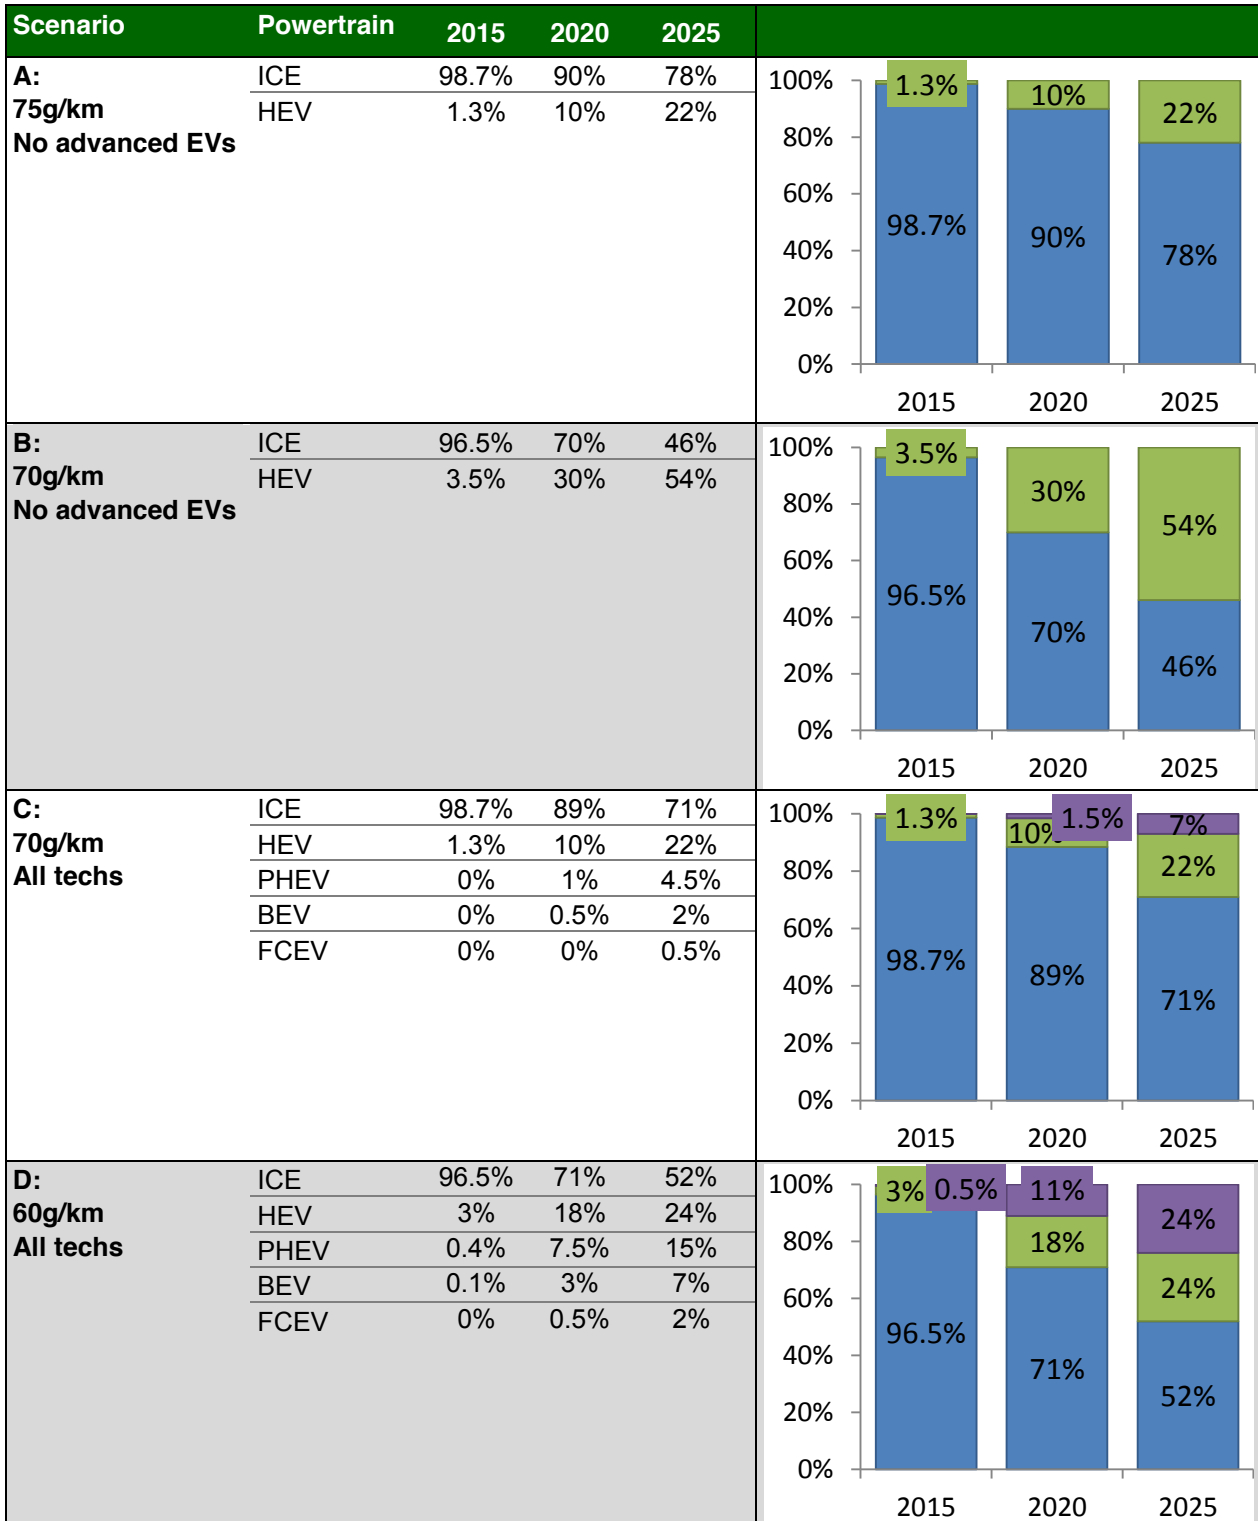 Scenario Powertrain 2015 2020 2025
A: ICE 98.7% 90% 78%
75g/km HEV 1.3% 10% 22%
No advanced EVs
100% 1.3% 10% 22%
80%
60%
98.7% 90% 78%
40%
20%
0%
2015 2020 2025
B: ICE 96.5% 70% 46%
70g/km HEV 3.5% 30% 54%
No advanced EVs
100% 3.5%
80% 30% 54%
60%
96.5% 70% 46%
40%
20%
0%
2015 2020 2025
C: ICE 98.7% 89% 71%
70g/km HEV 1.3% 10% 22%
All techs PHEV 0% 1% 4.5%
BEV 0% 0.5% 2%
FCEV 0% 0% 0.5%
100% 1.3% 10% 1.5% 7%
80% 22%
60%
98.7% 89% 71%
40%
20%
0%
2015 2020 2025
D: ICE 96.5% 71% 52%
60g/km HEV 3% 18% 24%
All techs PHEV 0.4% 7.5% 15%
BEV 0.1% 3% 7%
FCEV 0% 0.5% 2%
100% 3% 0.5% 11% 24%
80% 18%
60% 24%
96.5% 71% 52%
40%
20%
0%
2015 2020 2025